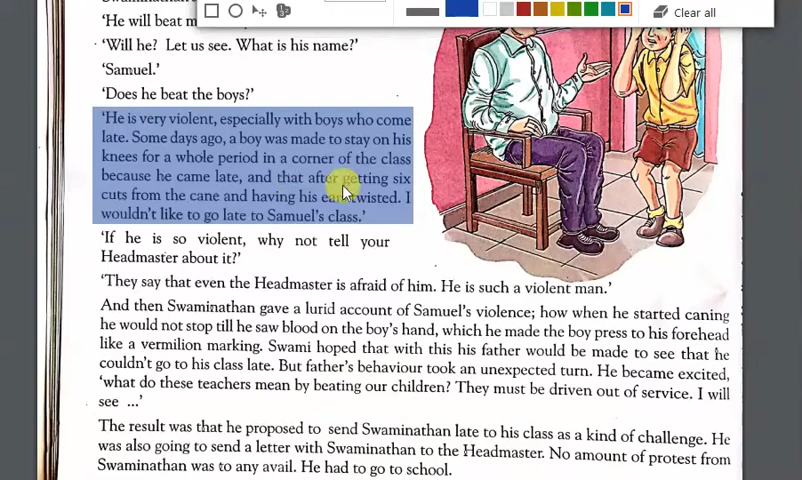 'He will beat m
'Will he? Let us see. What is his name?'
'Samuel.'
'Does he beat the boys?'
'He is very violent, especially with boys who come
late. Some days ago, a boy was made to stay on his
knees for a whole period in a corner of the class
because he came late, and that after getting six
cuts from the cane and having his ear twisted. I
wouldn't like to go late to Samuel's class.'
'If he is so violent, why not tell your
Headmaster about it?'
'They say that even the Headmaster is afraid of him. He is such a violent man.'
And then Swaminathan gave a lurid account of Samuel's violence; how when he started caning
he would not stop till he saw blood on the boy's hand, which he made the boy press to his forehead
like a vermilion marking. Swami hoped that with this his father would be made to see that he
couldn't go to his class late. But father's behaviour took an unexpected turn. He became excited,
'what do these teachers mean by beating our children? They must be driven out of service. I will
see ...'
The result was that he proposed to send Swaminathan late to his class as a kind of challenge. He
was also going to send a letter with Swaminathan to the Headmaster. No amount of protest from
Swaminathan was to any avail. He had to go to school.
Clear all